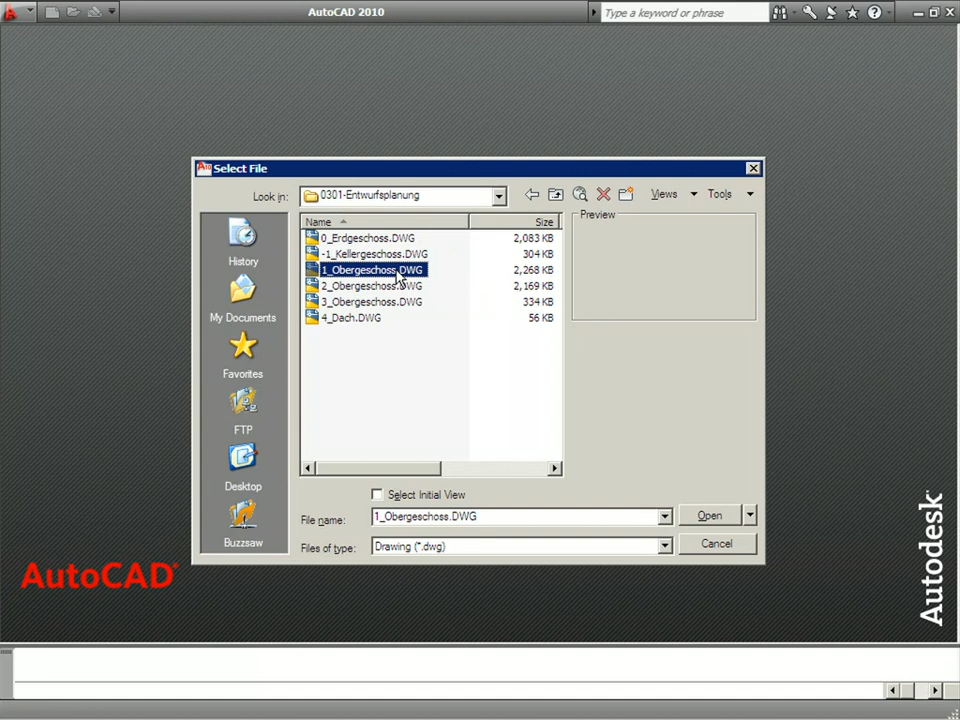 AutoCAD 2010
Type a keyword or phrase
A10 Select File
Look in: 0301-Entwurfsplanung
Views Tools
Name Size
0_Erdgeschoss.DWG 2,083 KB
-1_Kellergeschoss.DWG 304 KB
1_Obergeschoss.DWG 2,268 KB
2_Obergeschoss.DWG 2,169 KB
3_Obergeschoss.DWG 334 KB
4_Dach.DWG 56 KB
Preview
History
My Documents
Favorites
FTP
Desktop
Buzzsaw
Select Initial View
File name: 1_Obergeschoss.DWG Open
Files of type: Drawing (*.dwg) Cancel
AutoCAD®
Autodesk